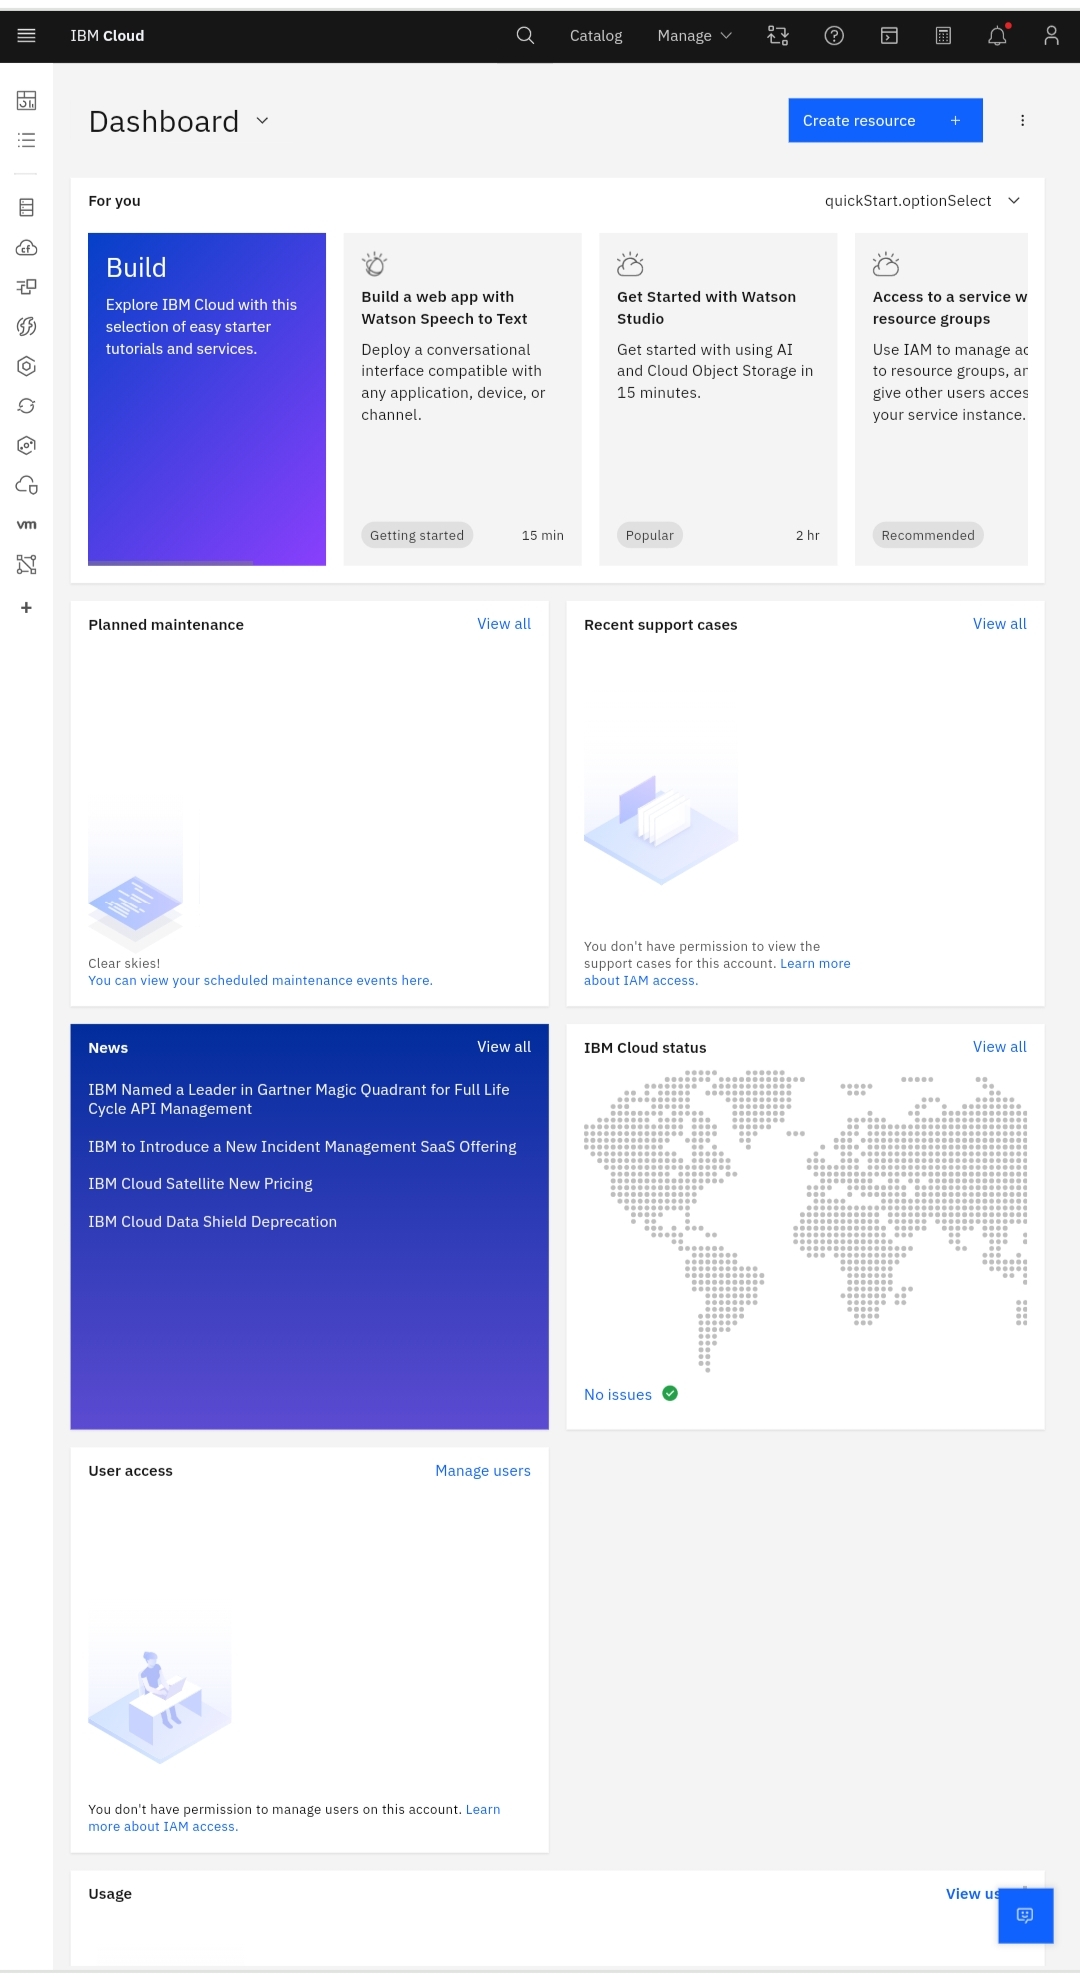 IBM Cloud
Catalog
Manage
Dashboard
Create resource
For you
quickStart.optionSelect
Build
Explore IBM Cloud with this
selection of easy starter
tutorials and services.
Build a web app with
Watson Speech to Text
Deploy a conversational
interface compatible with
any application, device, or
channel.
Getting started
15 min
Get Started with Watson
Studio
Get started with using AI
and Cloud Object Storage in
15 minutes.
Popular
2 hr
Access to a service w
resource groups
Use IAM to manage ac
to resource groups, an
give other users acces
your service instance.
Recommended
cf
vm
Planned maintenance
View all
Clear skies!
You can view your scheduled maintenance events here.
Recent support cases
View all
You don't have permission to view the
support cases for this account. Learn more
about IAM access.
News
View all
IBM Named a Leader in Gartner Magic Quadrant for Full Life
Cycle API Management
IBM to Introduce a New Incident Management SaaS Offering
IBM Cloud Satellite New Pricing
IBM Cloud Data Shield Deprecation
IBM Cloud status
View all
No issues
User access
Manage users
You don't have permission to manage users on this account. Learn
more about IAM access.
Usage
View us